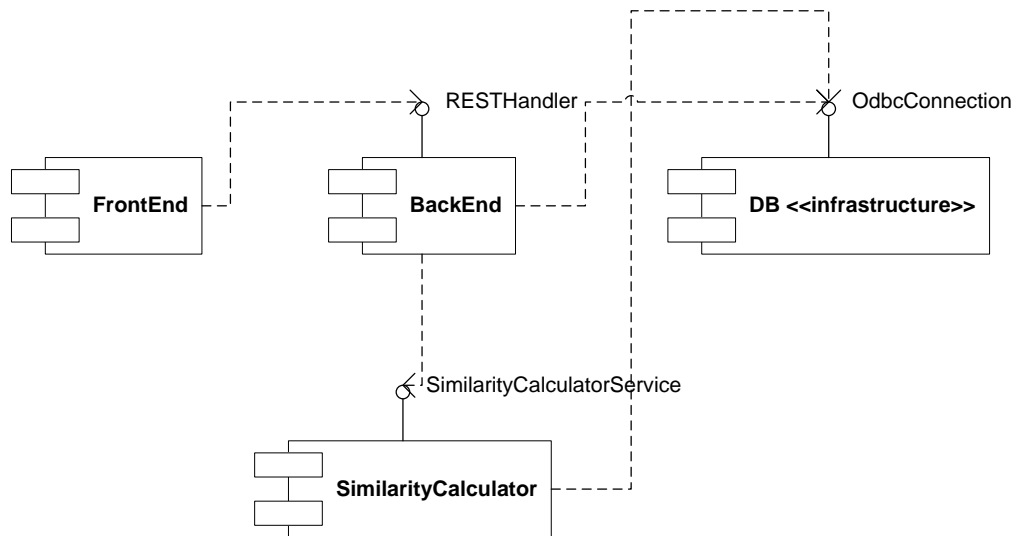 RESTHandler
OdbcConnection
FrontEnd
BackEnd
DB <<infrastructure>>
SimilarityCalculatorService
SimilarityCalculator